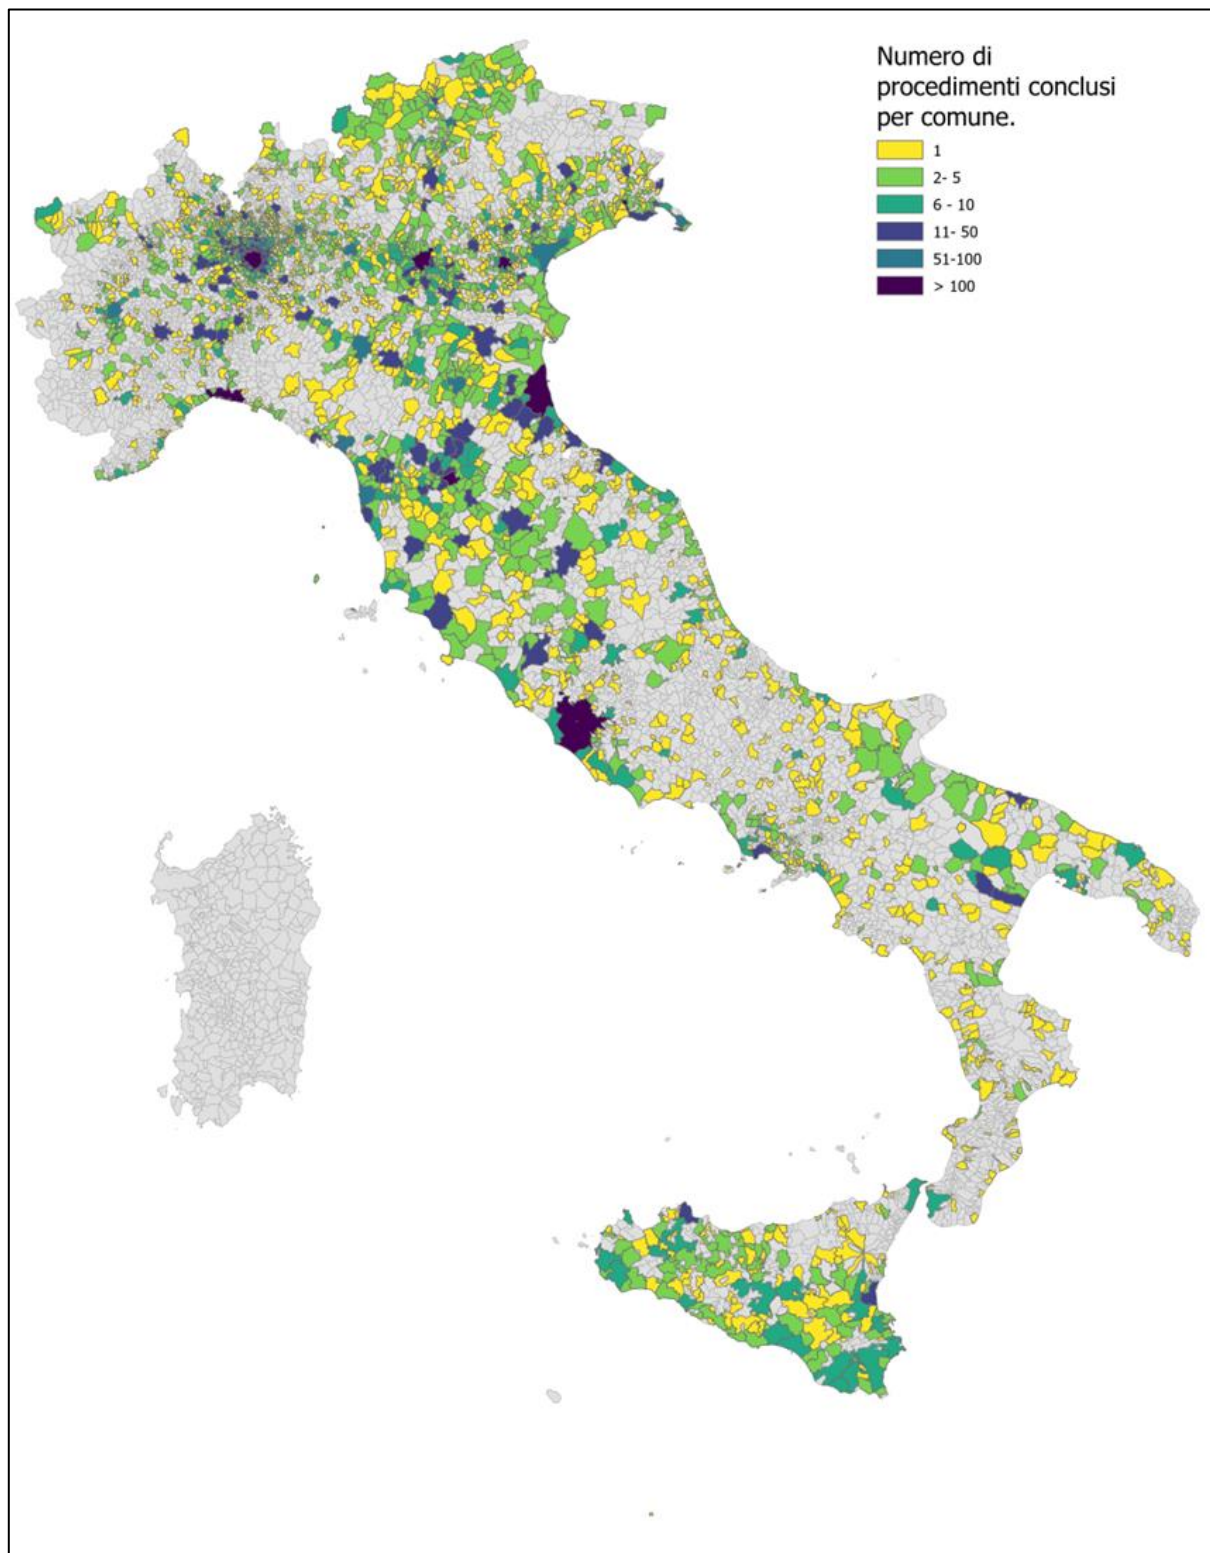 Numero di
procedimenti conclusi
per comune.
1
2- 5
6 - 10
11- 50
51-100
> 100